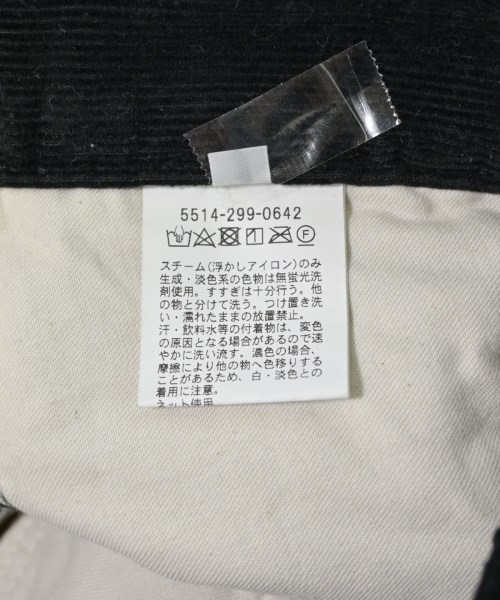 5514-299-0642
F
スチーム(浮かしアイロン)のみ
生成・淡色系の色物は無蛍光洗
剤使用。すすぎは十分行う。他
の物と分けて洗う。つけ置き洗
い・濡れたままの放置禁止。
汗・飲料水等の付着物は、変色
の原因となる場合があるので速
やかに洗い流す。濃色の場合、
摩擦により他の物へ色移りする
ことがあるため、白・淡色との
着用に注意。
ネット使用